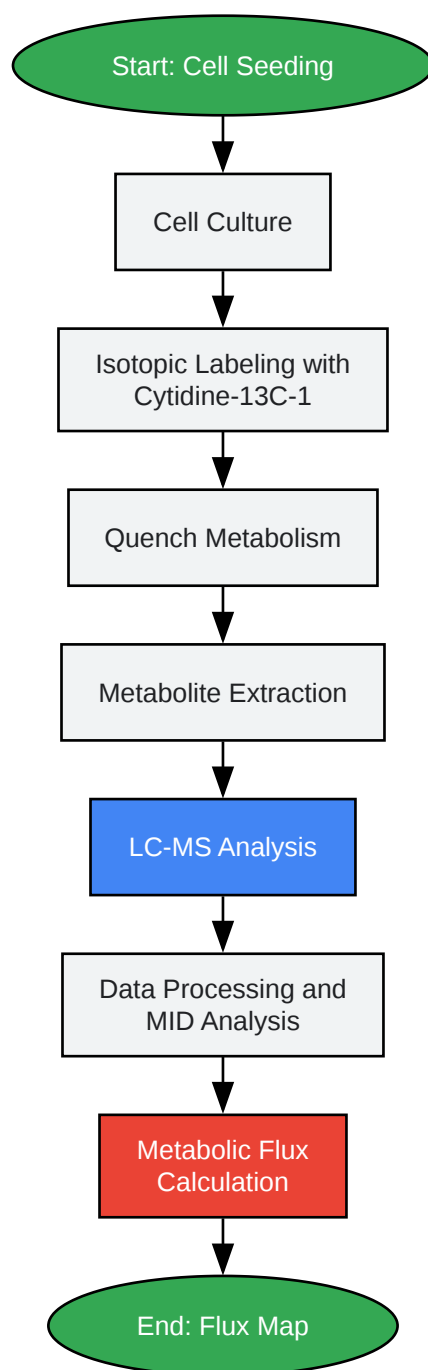 Start: Cell Seeding
Cell Culture
Isotopic Labeling with
Cytidine-13C-1
Quench Metabolism
Metabolite Extraction
LC-MS Analysis
Data Processing and
MID Analysis
Metabolic Flux
Calculation
End: Flux Map